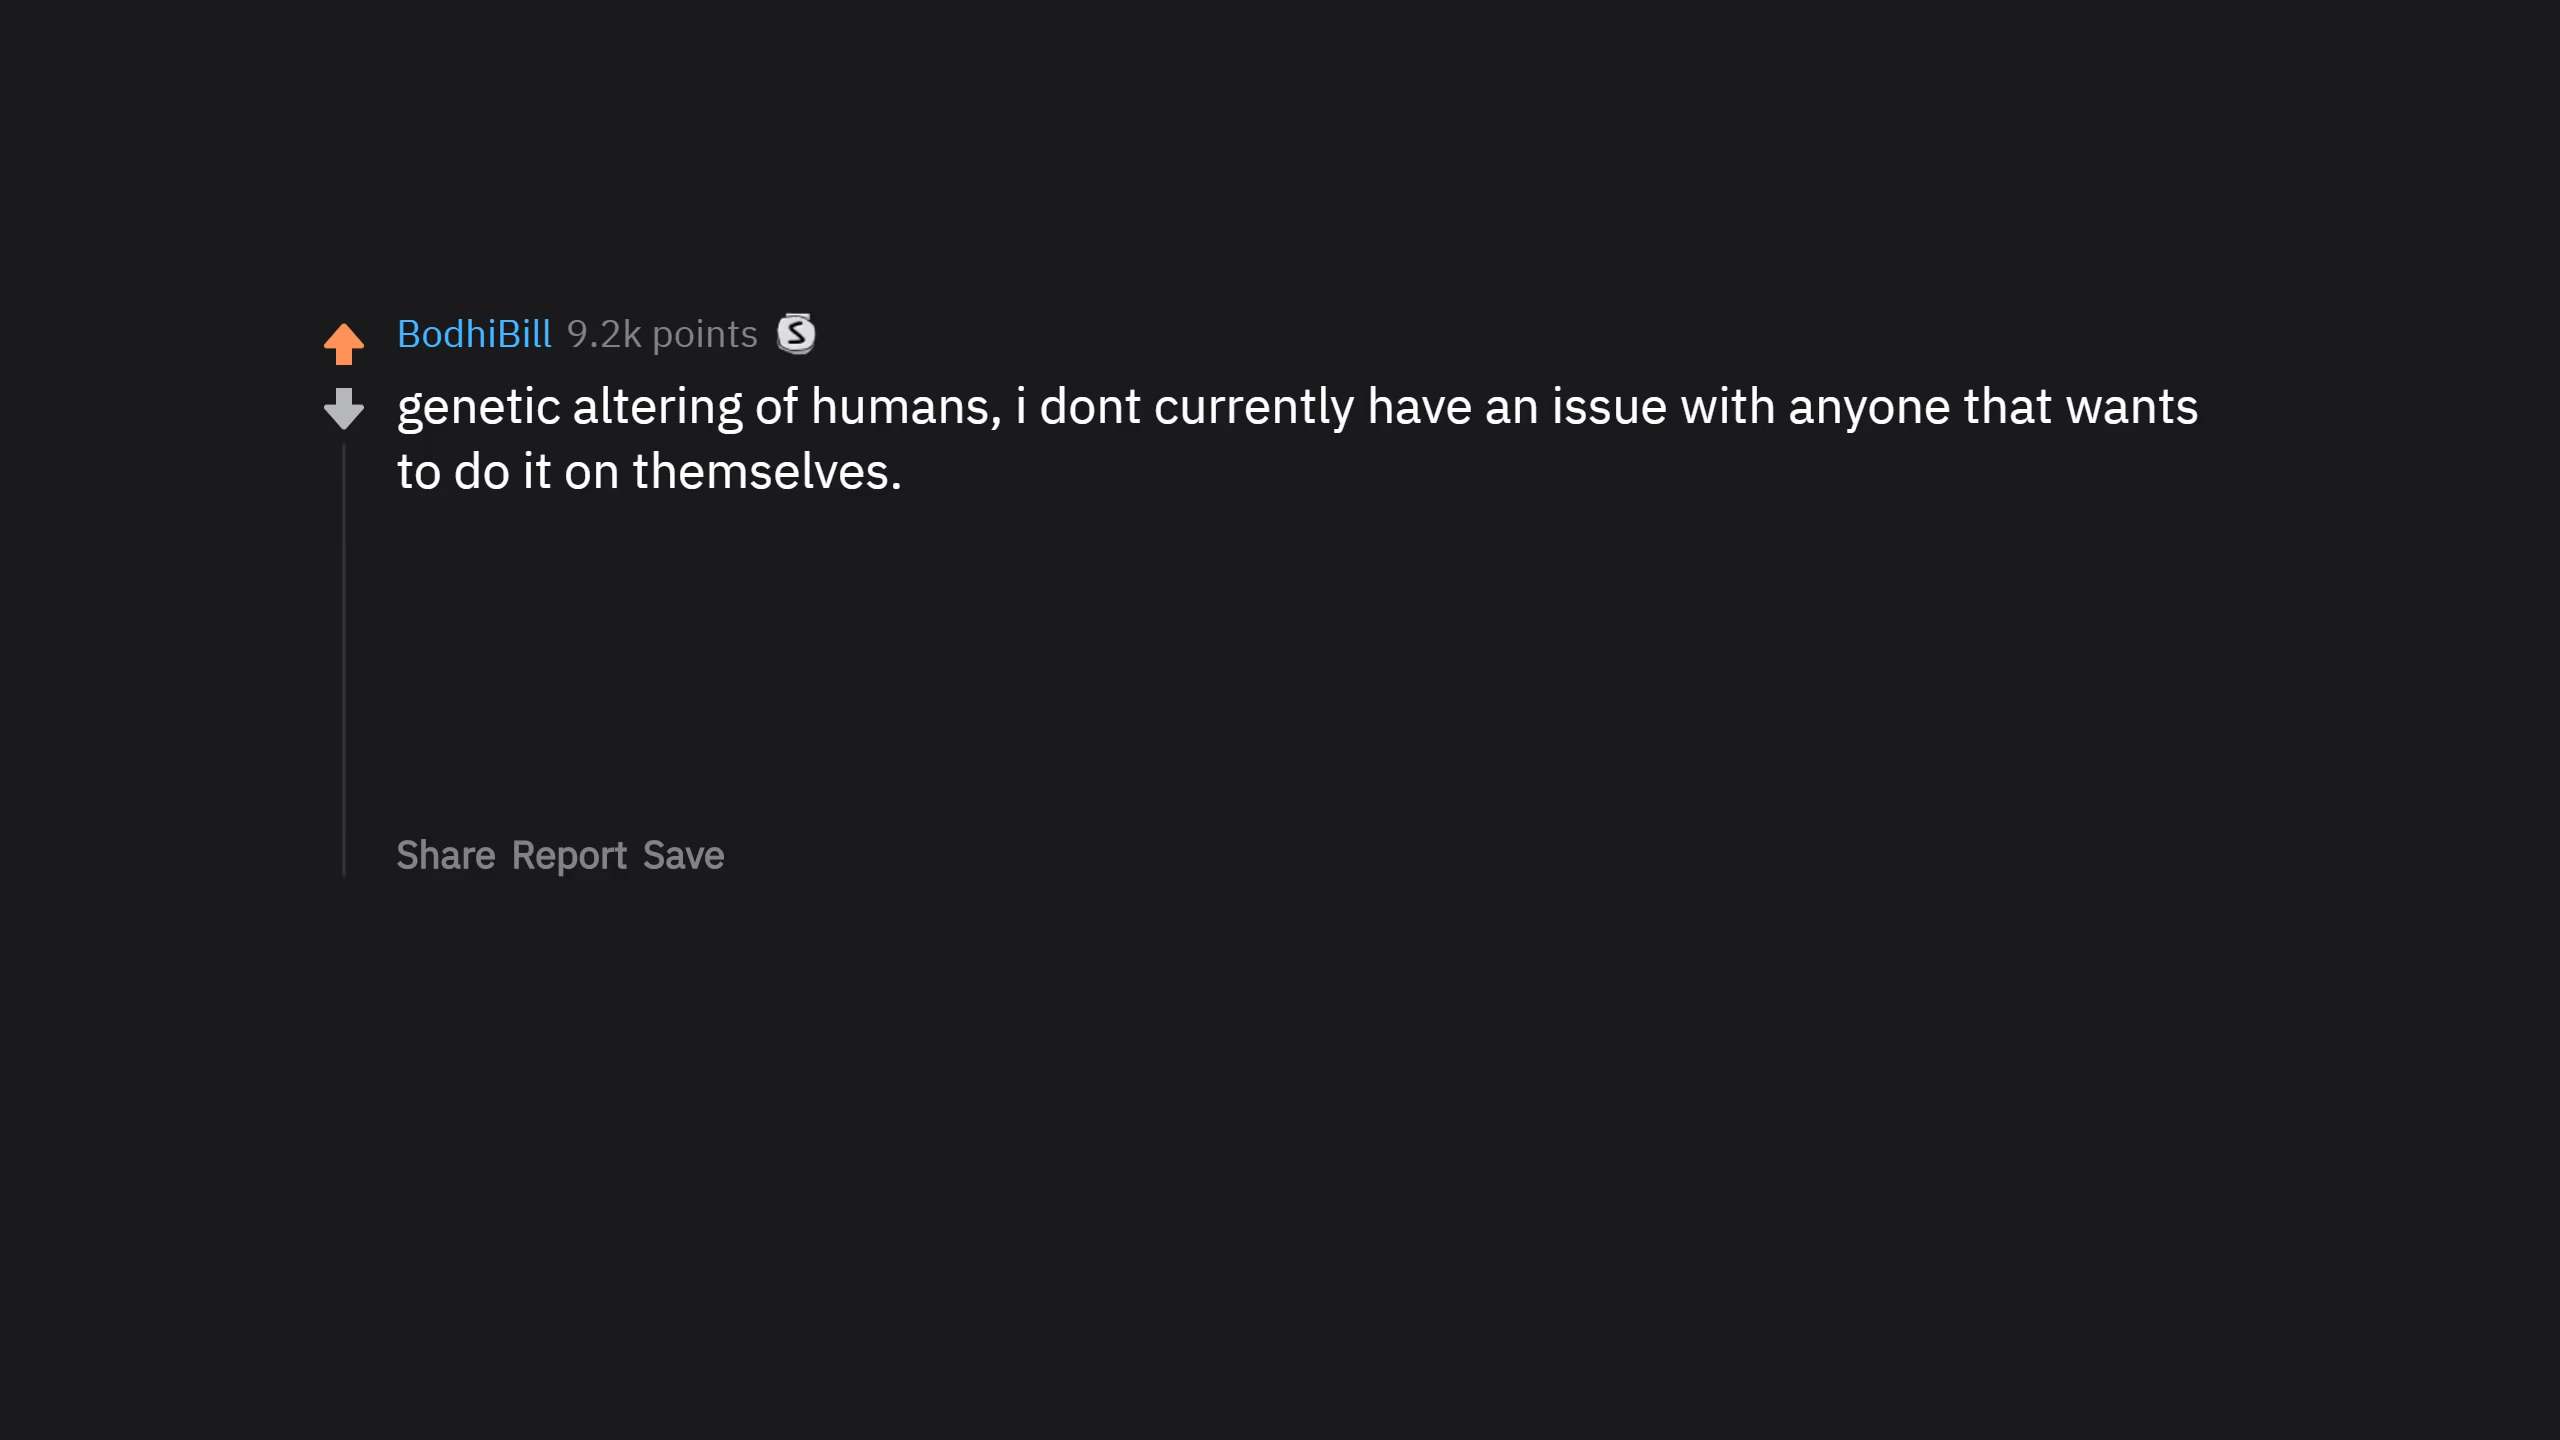 BodhiBill 9.2k points S
genetic altering of humans, i dont currently have an issue with anyone that wants
to do it on themselves.
Share Report Save